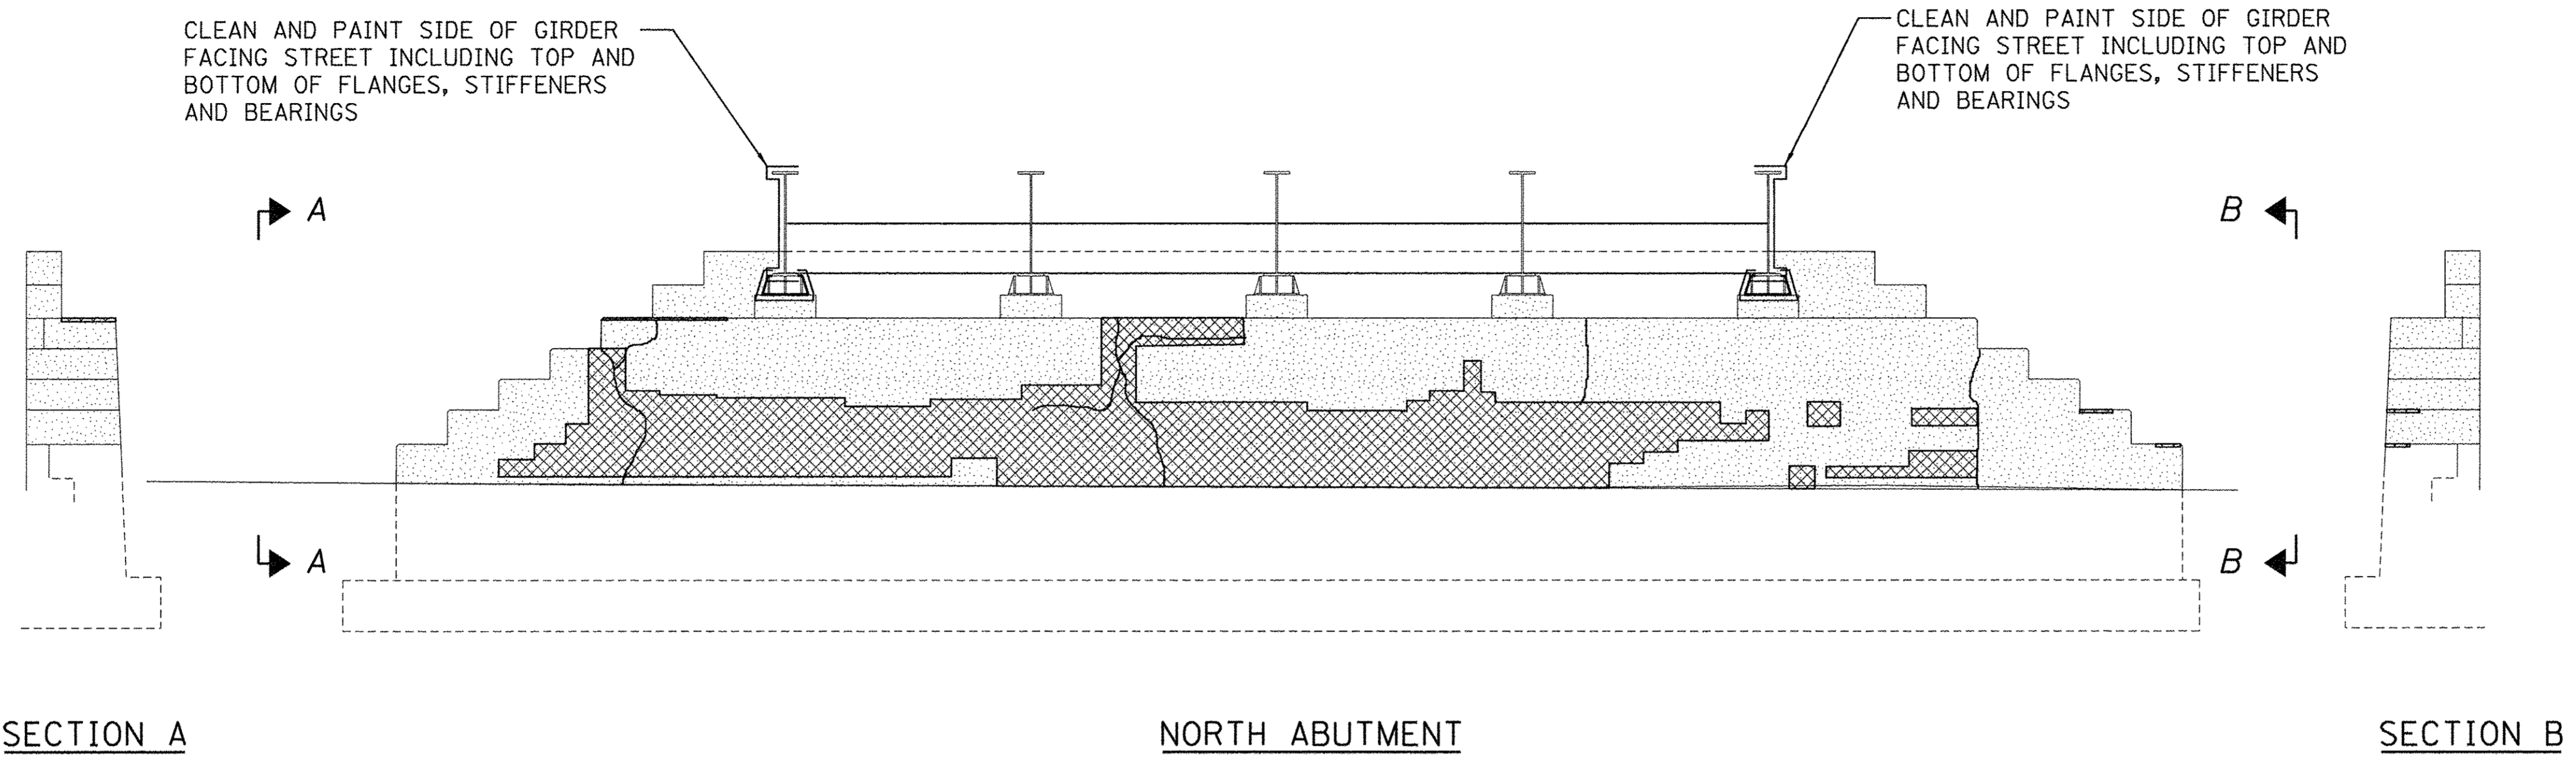 CLEAN AND PAINT SIDE OF GIRDER
FACING STREET INCLUDING TOP AND
BOTTOM OF FLANGES, STIFFENERS
AND BEARINGS
CLEAN AND PAINT SIDE OF GIRDER
FACING STREET INCLUDING TOP AND
BOTTOM OF FLANGES, STIFFENERS
AND BEARINGS
A
B
A
B
SECTION A
NORTH ABUTMENT
SECTION B